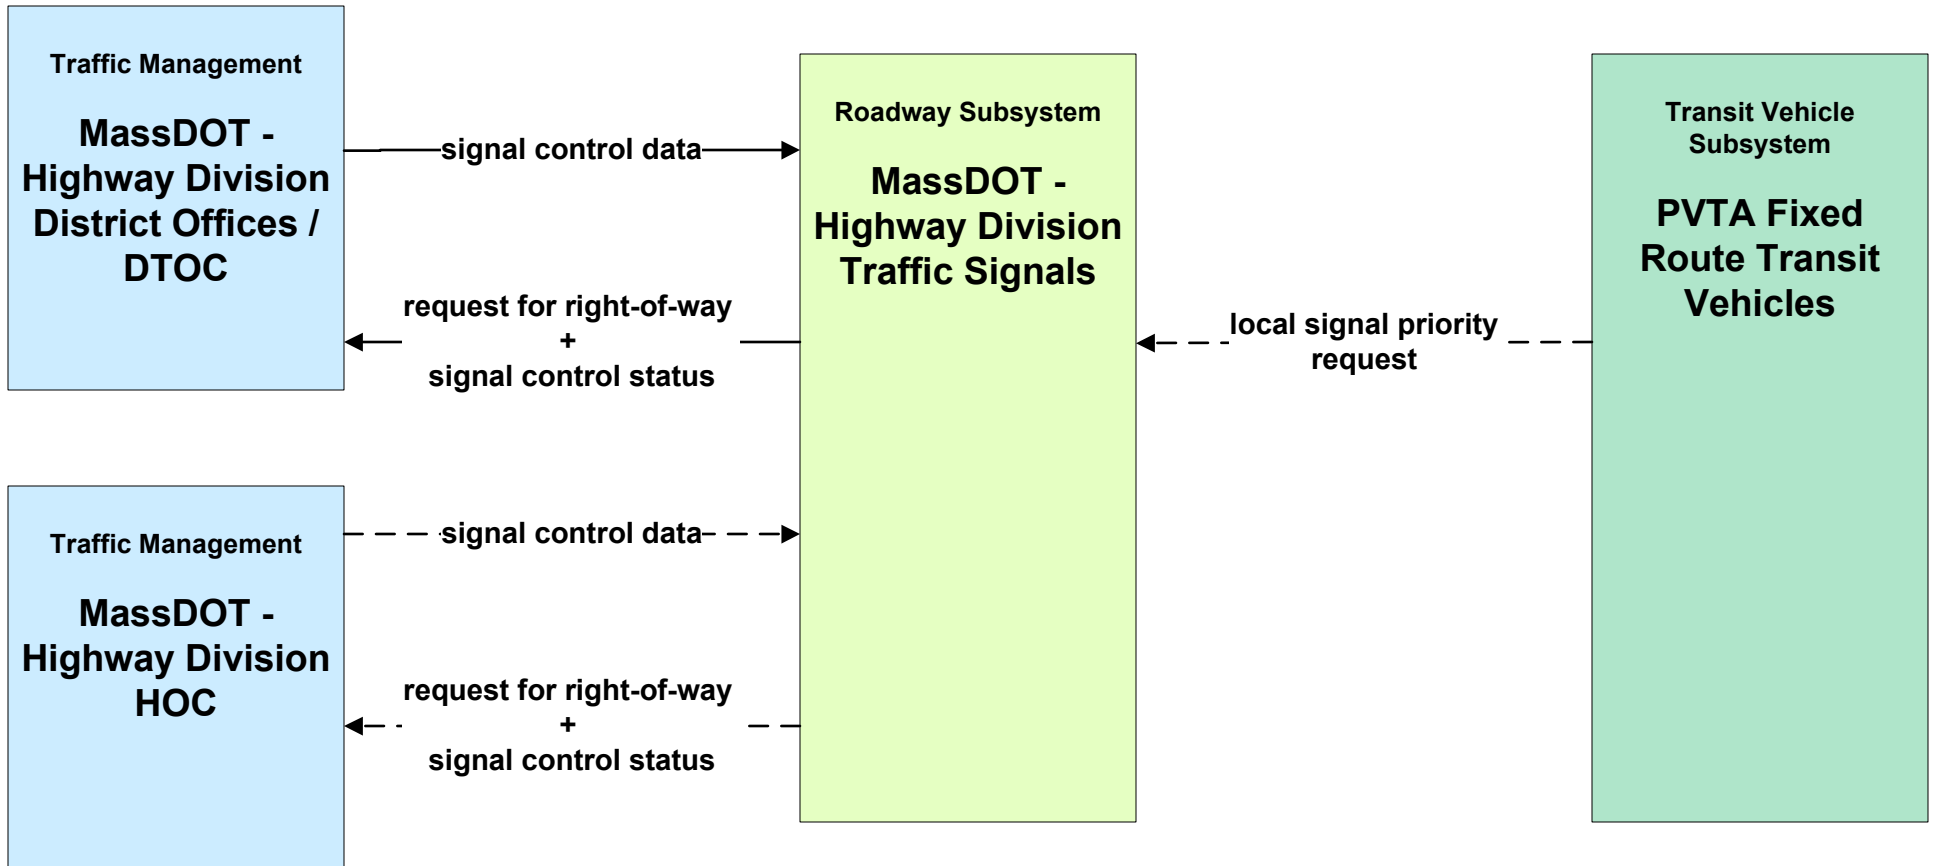 Traffic Management
MassDOT -
Highway Division
District Offices /
DTOC
signal control data
request for right-of-way
+
signal control status
Traffic Management
MassDOT -
Highway Division
HOC
signal control data
request for right-of-way
+
signal control status
Roadway Subsystem
MassDOT -
Highway Division
Traffic Signals
local signal priority
request
Transit Vehicle
Subsystem
PVTA Fixed
Route Transit
Vehicles